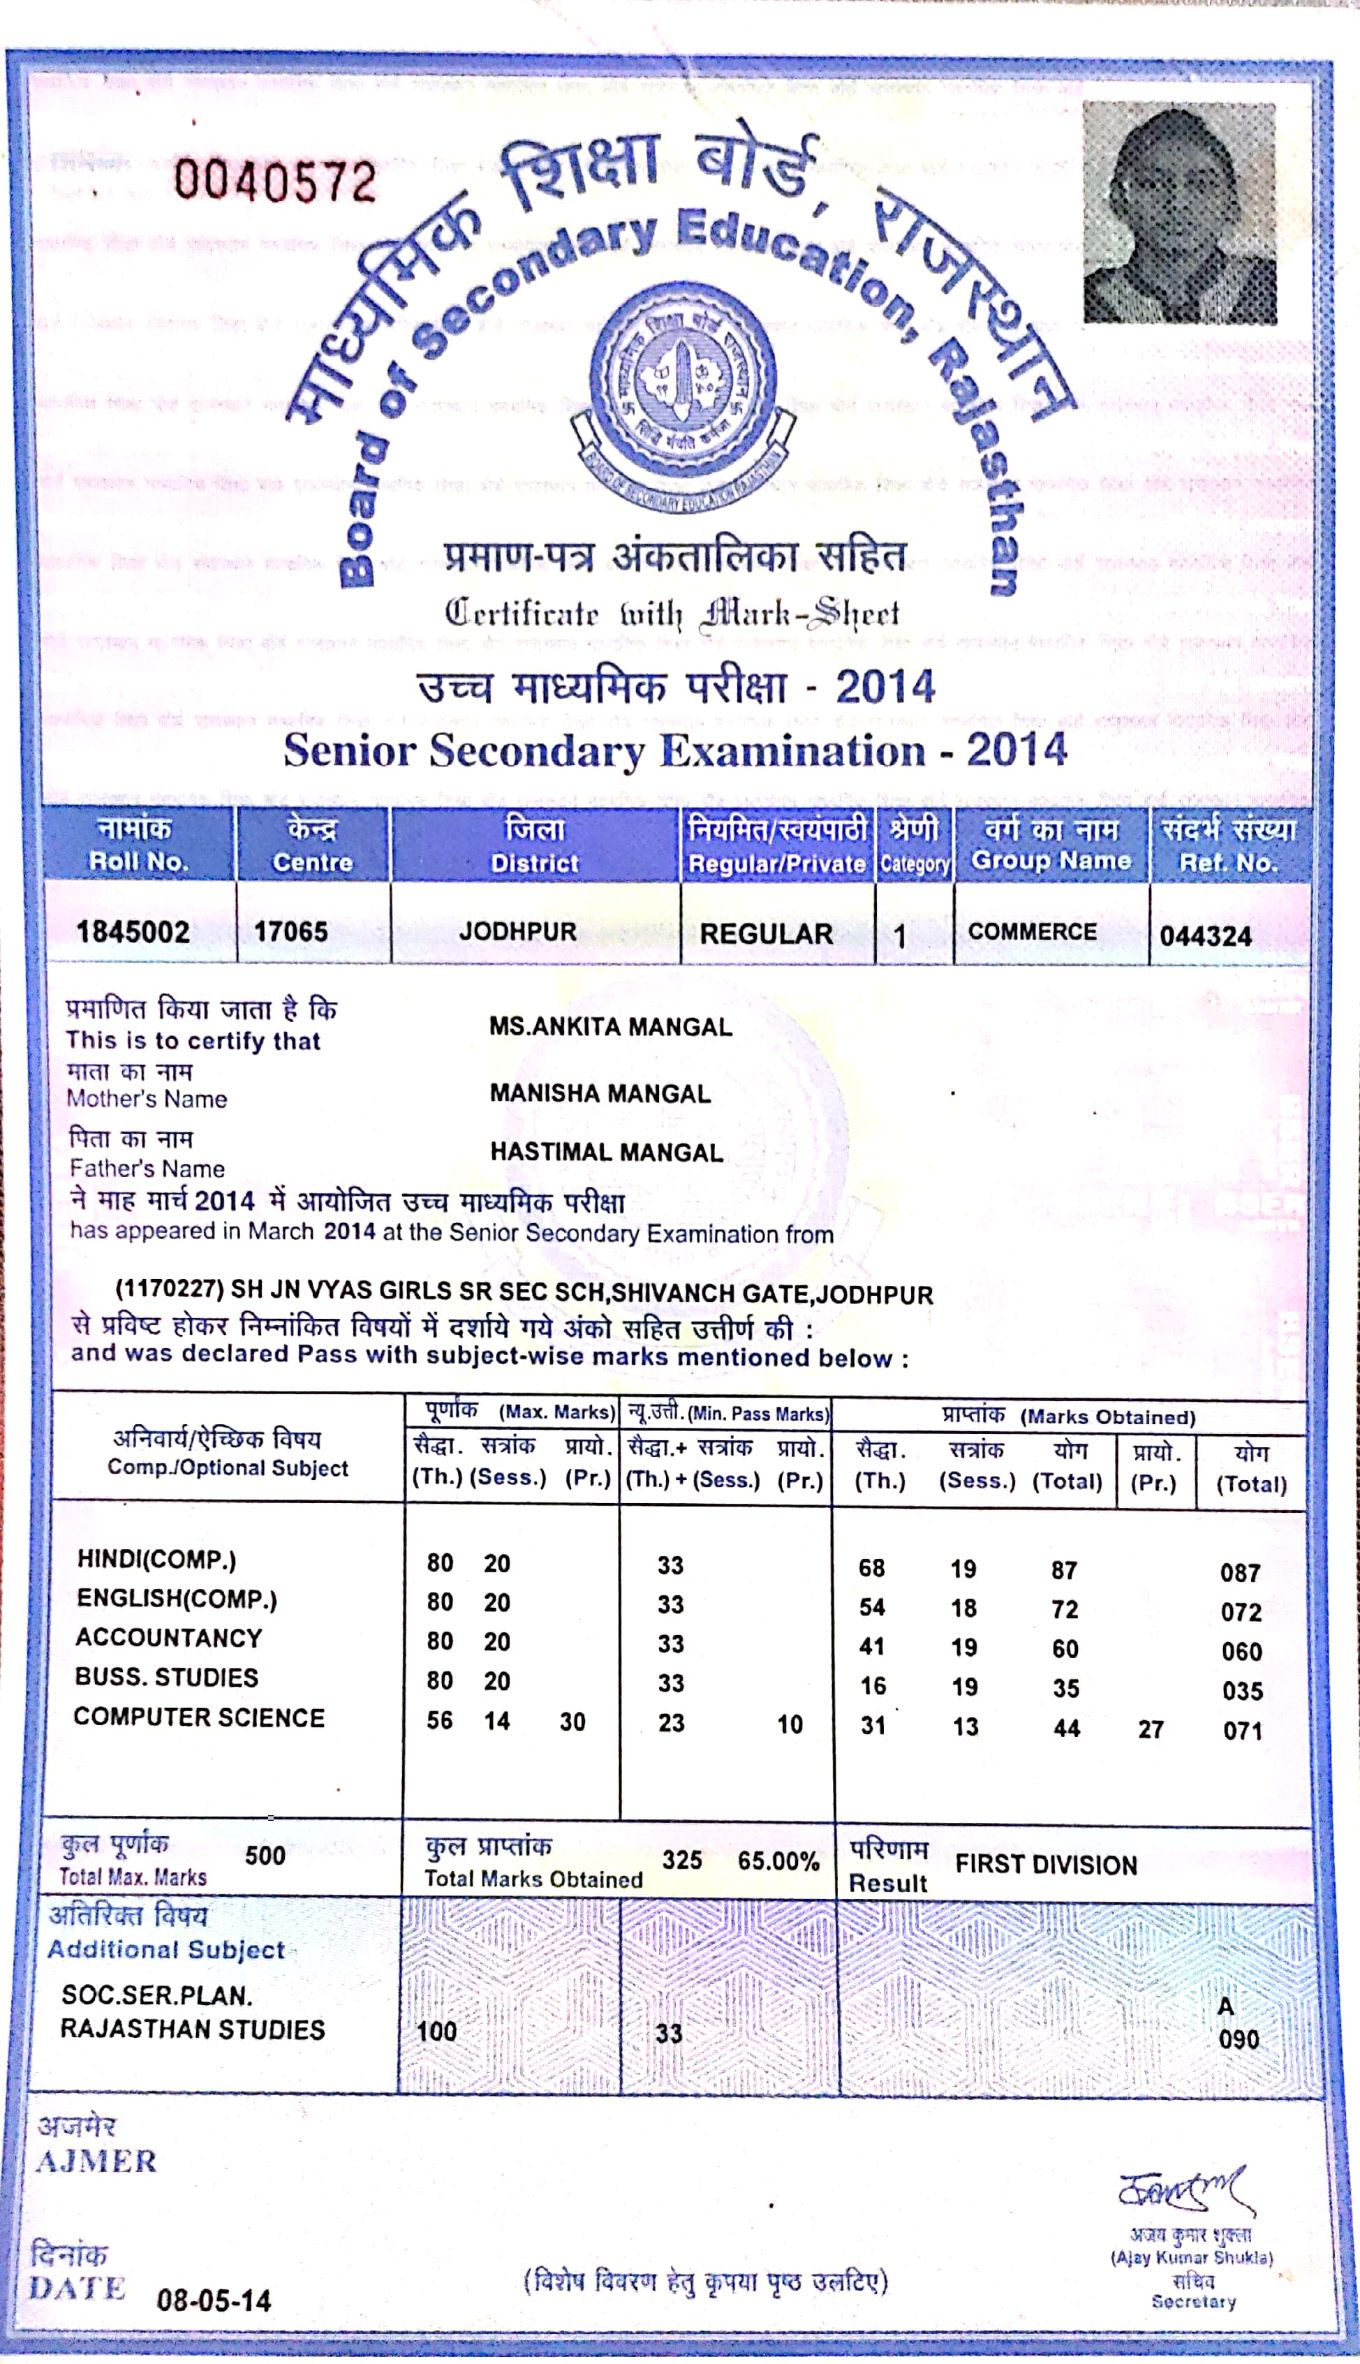 0040572
माध्यमिक शिक्षा बोर्ड, राजस्थान
Board of Secondary Education, Rajasthan
माध्यमिक शिक्षा बोर्ड राजस्थान
सिद्धि र्भवति कर्मजा
BOARD OF SECONDARY EDUCATION RAJASTHAN
प्रमाण-पत्र अंकतालिका सहित
Certificate with Mark-Sheet
उच्च माध्यमिक परीक्षा - 2014
Senior Secondary Examination - 2014
नामांक केन्द्र जिला नियमित/स्वयंपाठी श्रेणी वर्ग का नाम संदर्भ संख्या
Roll No. Centre District Regular/Private Category Group Name Ref. No.
1845002 17065 JODHPUR REGULAR 1 COMMERCE 044324
प्रमाणित किया जाता है कि
This is to certify that MS.ANKITA MANGAL
माता का नाम
Mother's Name MANISHA MANGAL
पिता का नाम
Father's Name HASTIMAL MANGAL
ने माह मार्च 2014 में आयोजित उच्च माध्यमिक परीक्षा
has appeared in March 2014 at the Senior Secondary Examination from
(1170227) SH JN VYAS GIRLS SR SEC SCH,SHIVANCH GATE,JODHPUR
से प्रविष्ट होकर निम्नांकित विषयों में दर्शाये गये अंको सहित उत्तीर्ण की :
and was declared Pass with subject-wise marks mentioned below :
पूर्णांक (Max. Marks) न्यू.उत्ती. (Min. Pass Marks) प्राप्तांक (Marks Obtained)
अनिवार्य/ऐच्छिक विषय सैद्धा. सत्रांक प्रायो. सैद्धा.+ सत्रांक प्रायो. सैद्धा. सत्रांक योग प्रायो. योग
Comp./Optional Subject (Th.) (Sess.) (Pr.) (Th.) + (Sess.) (Pr.) (Th.) (Sess.) (Total) (Pr.) (Total)
HINDI(COMP.) 80 20 33 68 19 87 087
ENGLISH(COMP.) 80 20 33 54 18 72 072
ACCOUNTANCY 80 20 33 41 19 60 060
BUSS. STUDIES 80 20 33 16 19 35 035
COMPUTER SCIENCE 56 14 30 23 10 31 13 44 27 071
कुल पूर्णांक 500 कुल प्राप्तांक 325 65.00% परिणाम FIRST DIVISION
Total Max. Marks Total Marks Obtained Result
अतिरिक्त विषय
Additional Subject
SOC.SER.PLAN. A
RAJASTHAN STUDIES 100 33 090
अजमेर
AJMER
अजय कुमार शुक्ला
(Ajay Kumar Shukla)
सचिव
Secretary
दिनांक
DATE 08-05-14
(विशेष विवरण हेतु कृपया पृष्ठ उलटिए)